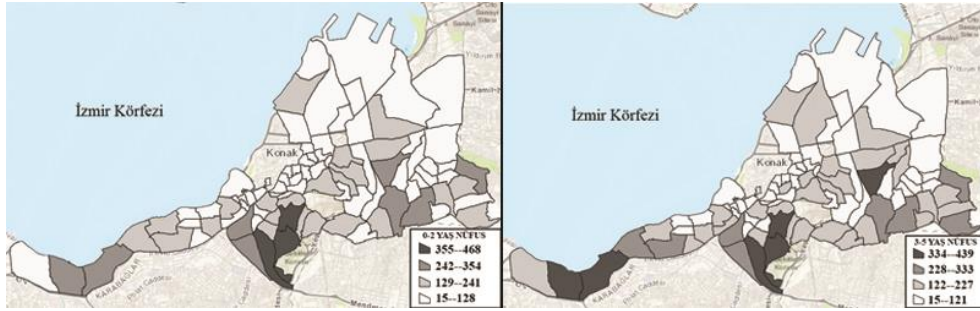 İzmir Körfezi
Konak
KARABAĞLAR
0-2 YAŞ NÜFUS
355--468
242--354
129--241
15--128
İzmir Körfezi
Konak
KARABAĞLAR
3-5 YAŞ NÜFUS
334--439
228--333
122--227
15--121